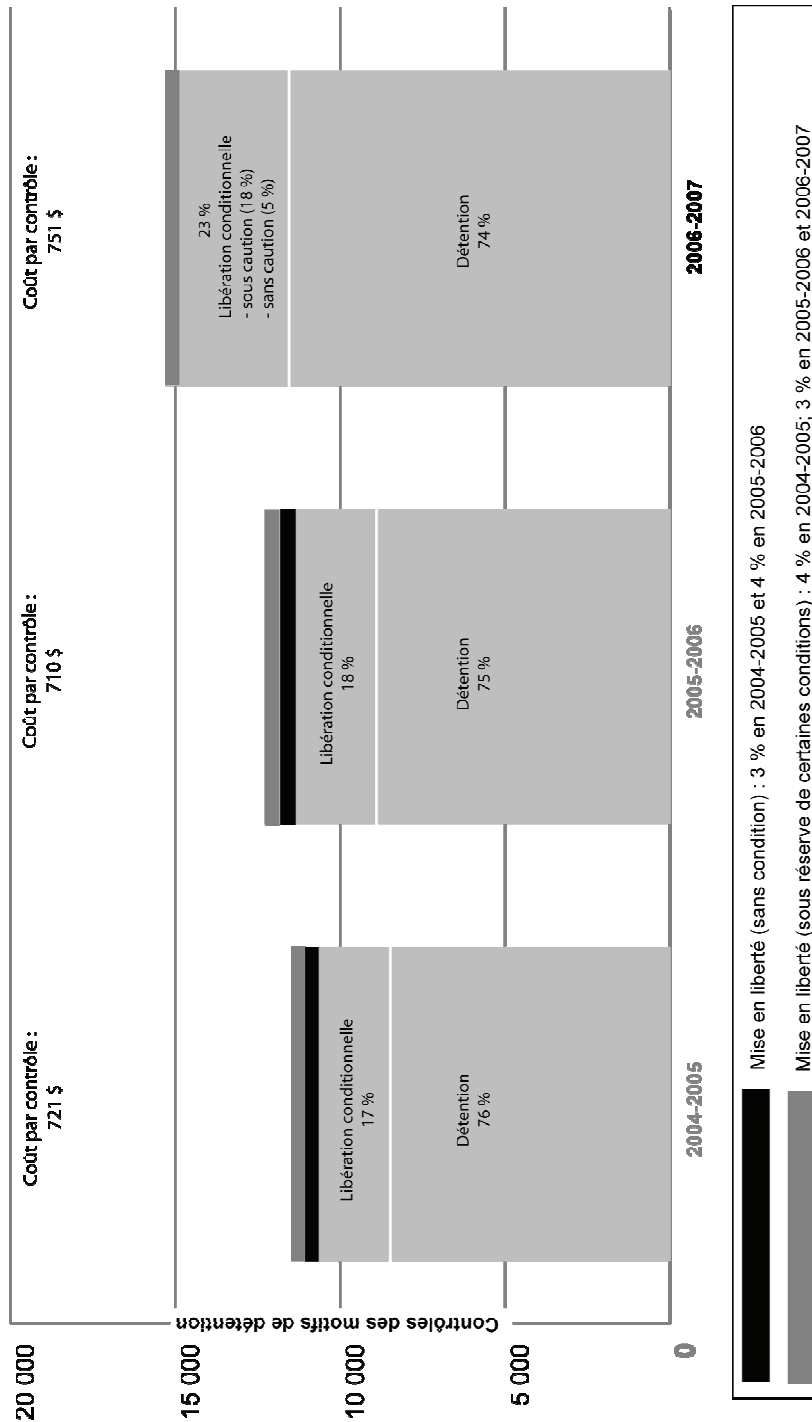 20 000
15 000
10 000
5 000
0
Contrôles des motifs de détention
Coût par contrôle :
721 $
Libération conditionnelle
17 %
Détention
76 %
2004-2005
Coût par contrôle :
710 $
Libération conditionnelle
18 %
Détention
75 %
2005-2006
Coût par contrôle :
751 $
23 %
Libération conditionnelle
- sous caution (18 %)
- sans caution (5 %)
Détention
74 %
2006-2007
Mise en liberté (sans condition) : 3 % en 2004-2005 et 4 % en 2005-2006
Mise en liberté (sous réserve de certaines conditions) : 4 % en 2004-2005; 3 % en 2005-2006 et 2006-2007